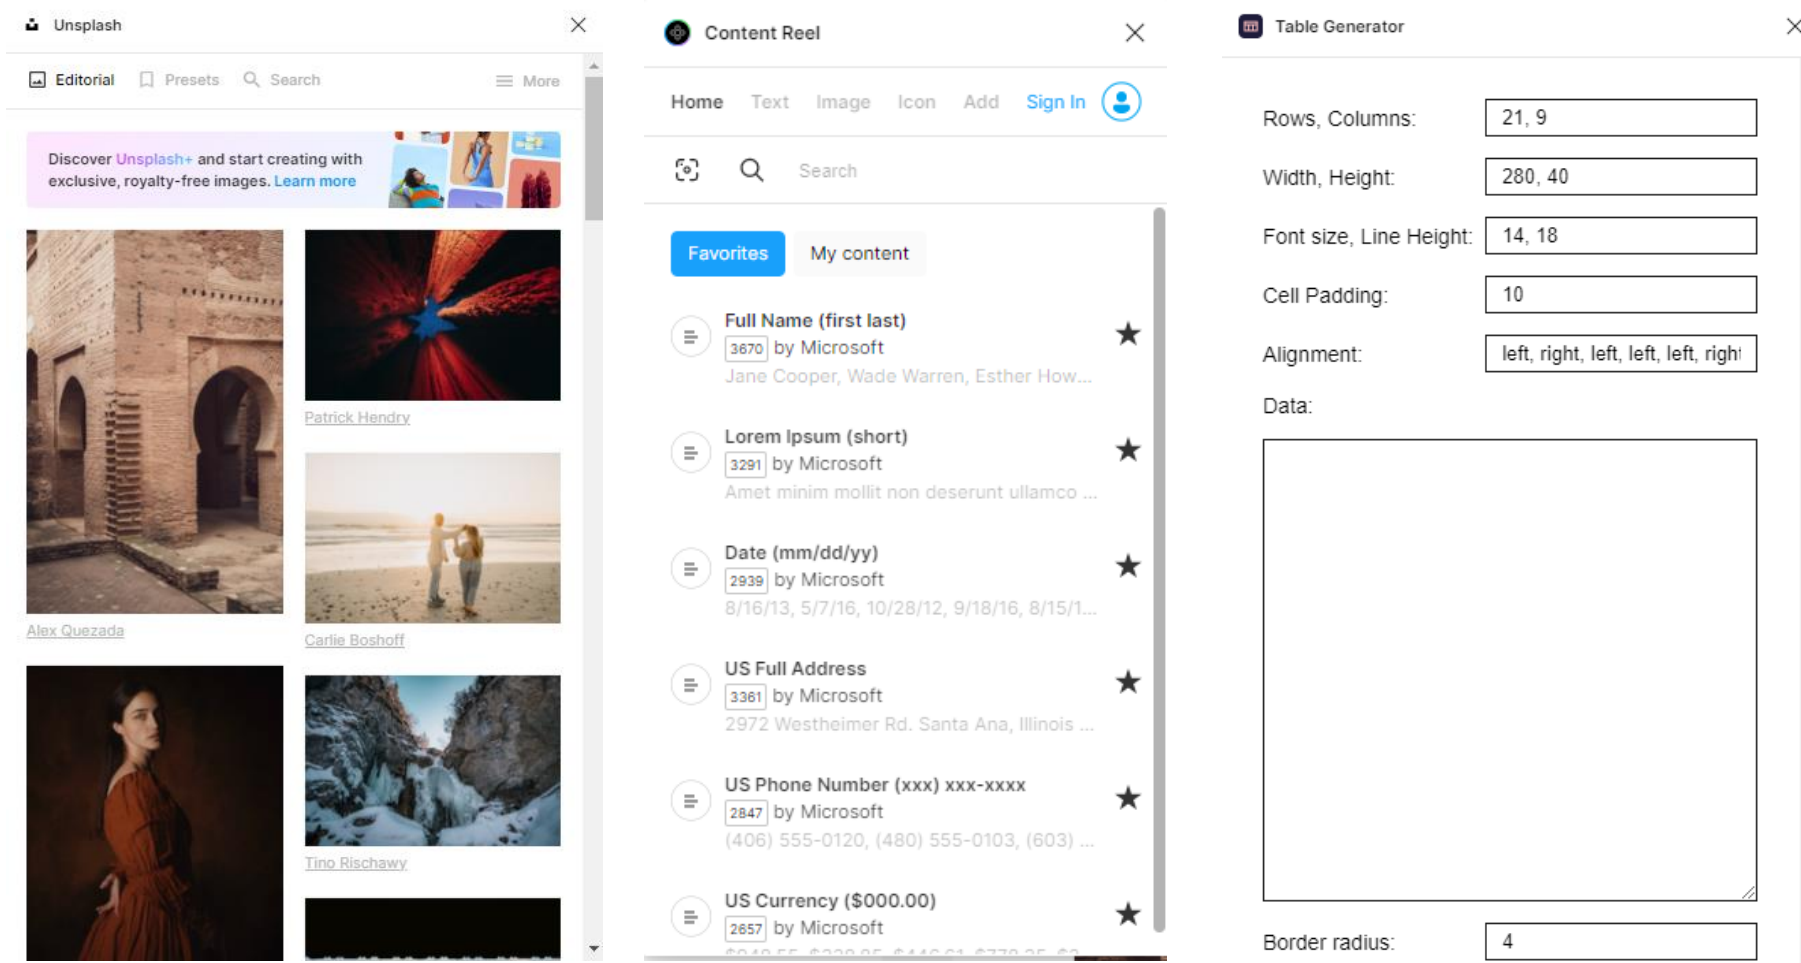 Unsplash
Editorial
Presets
Search
More
Discover Unsplash+ and start creating with
exclusive, royalty-free images. Learn more
Alex Quezada
Patrick Hendry
Carlie Boshoff
Tino Rischawy
Content Reel
Home
Text
Image
Icon
Add
Sign In
Search
Favorites
My content
Full Name (first last)
3670 by Microsoft
Jane Cooper, Wade Warren, Esther How...
Lorem Ipsum (short)
3291 by Microsoft
Amet minim mollit non deserunt ullamco ...
Date (mm/dd/yy)
2939 by Microsoft
8/16/13, 5/7/16, 10/28/12, 9/18/16, 8/15/1...
US Full Address
3361 by Microsoft
2972 Westheimer Rd. Santa Ana, Illinois ...
US Phone Number (xxx) xxx-xxxx
2847 by Microsoft
(406) 555-0120, (480) 555-0103, (603) ...
US Currency ($000.00)
2657 by Microsoft
Table Generator
Rows, Columns: 21, 9
Width, Height: 280, 40
Font size, Line Height: 14, 18
Cell Padding: 10
Alignment: left, right, left, left, left, right
Data:
Border radius: 4